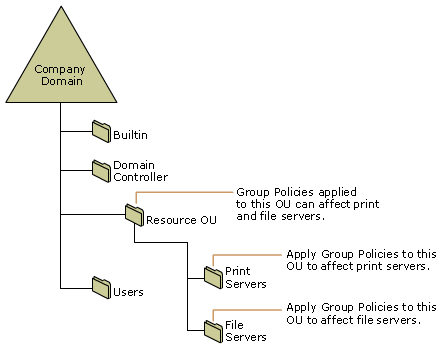 Company
Domain
Builtin
Domain
Controller
Group Policies applied
to this OU can affect print
and file servers.
Resource OU
Apply Group Policies to this
OU to affect print servers.
Print
Servers
Users
Apply Group Policies to this
OU to affect file servers.
File
Servers